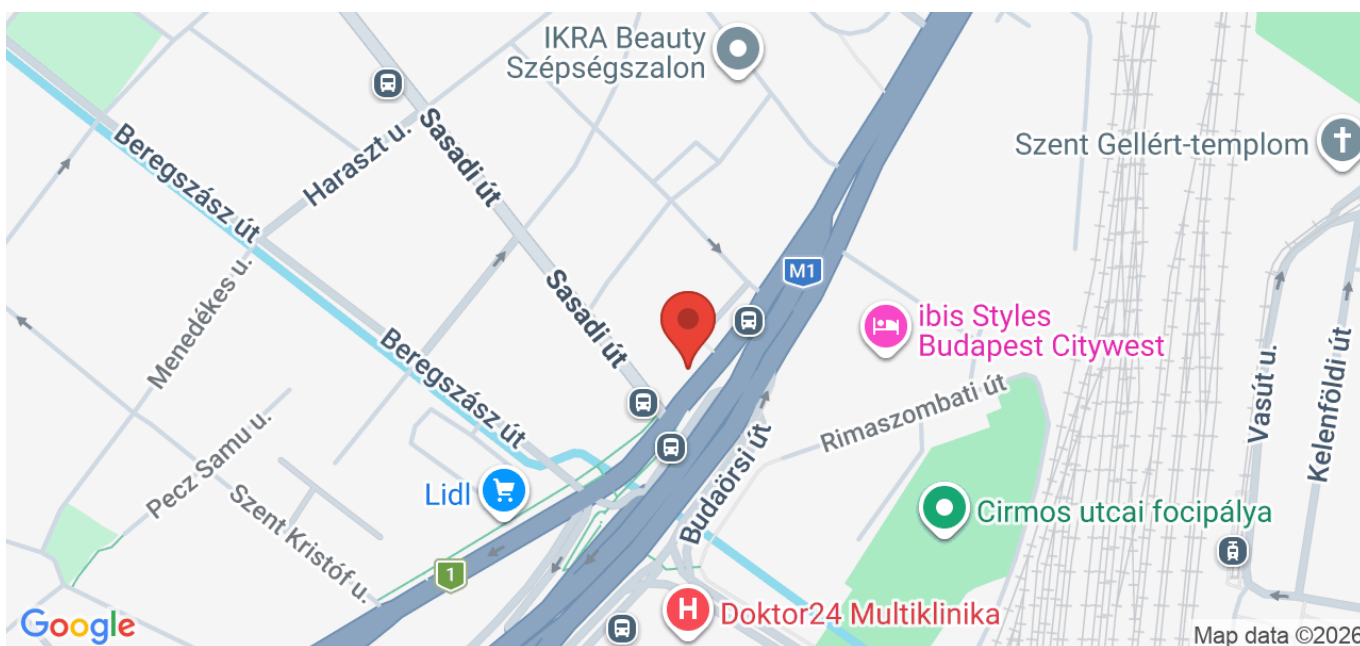 IKRA Beauty
Szépségszalon
Szent Gellért-templom
Beregszász út
Haraszt u.
Sasadi út
Menedékes u.
Sasadi út
M1
ibis Styles
Budapest Citywest
Beregszász út
Rimaszombati út
Vasút u.
Kelenföldi út
Pecz Samu u.
Lidl
Szent Kristóf u.
Budaörsi út
Cirmos utcai focipálya
1
H
Doktor24 Multiklinika
Google
Map data ©2026